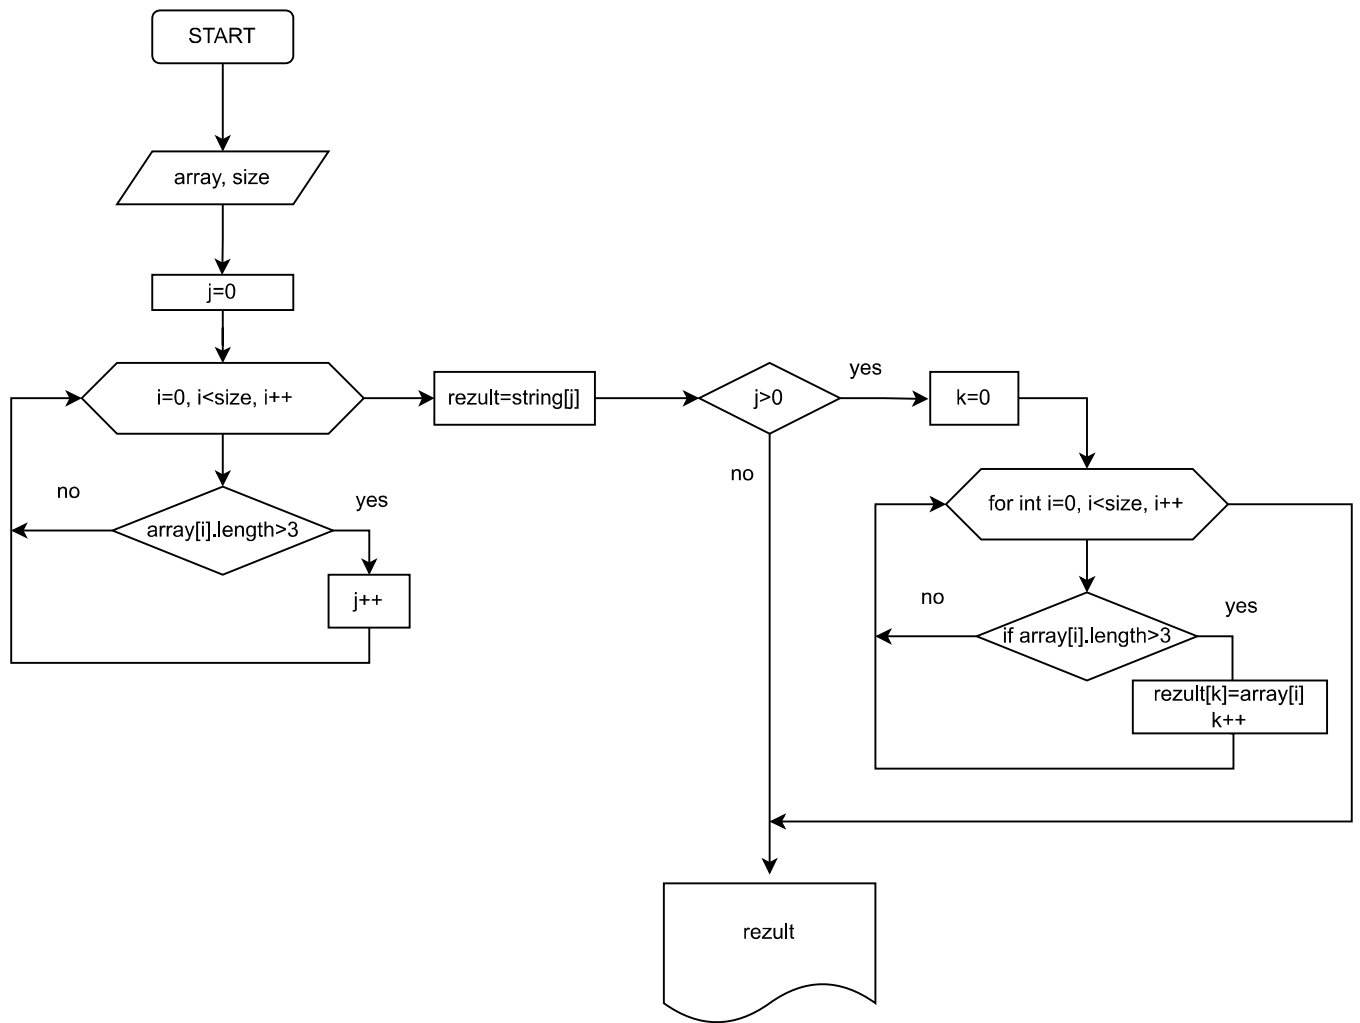 START
array, size
j=0
i=0, i<size, i++
rezult=string[j]
j>0
yes
k=0
no
array[i].length>3
no
yes
j++
for int i=0, i<size, i++
no
if array[i].length>3
yes
rezult[k]=array[i]
k++
rezult